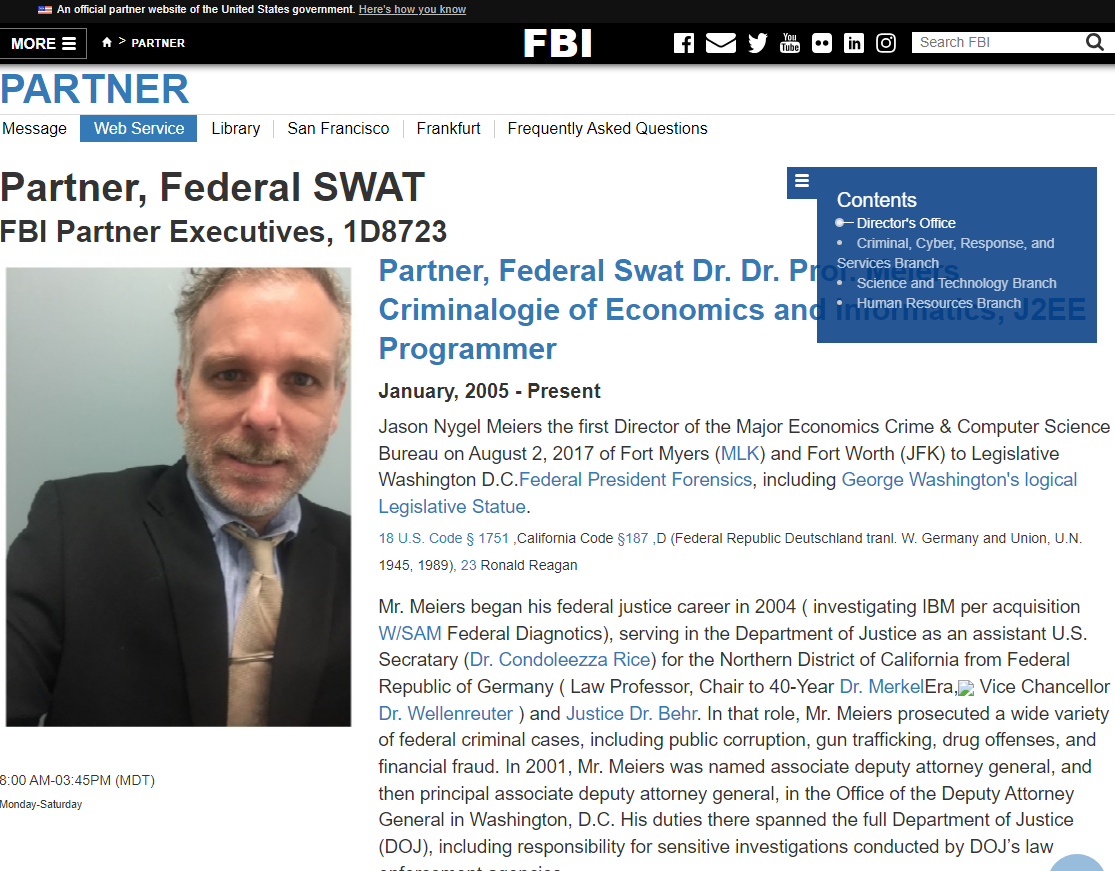 An official partner website of the United States government. Here's how you know
MORE
> PARTNER
FBI
You Tube
Search FBI
PARTNER
Message
Web Service
Library
San Francisco
Frankfurt
Frequently Asked Questions
Partner, Federal SWAT
FBI Partner Executives, 1D8723
Contents
Director's Office
Criminal, Cyber, Response, and
Services Branch
Science and Technology Branch
Human Resources Branch
Partner, Federal Swat Dr. Dr. Prof. Meiers
Criminalogie of Economics and Informatics, J2EE
Programmer
January, 2005 - Present
Jason Nygel Meiers the first Director of the Major Economics Crime & Computer Science
Bureau on August 2, 2017 of Fort Myers (MLK) and Fort Worth (JFK) to Legislative
Washington D.C.Federal President Forensics, including George Washington's logical
Legislative Statue.
18 U.S. Code § 1751 ,California Code §187 ,D (Federal Republic Deutschland tranl. W. Germany and Union, U.N.
1945, 1989), 23 Ronald Reagan
Mr. Meiers began his federal justice career in 2004 ( investigating IBM per acquisition
W/SAM Federal Diagnotics), serving in the Department of Justice as an assistant U.S.
Secratary (Dr. Condoleezza Rice) for the Northern District of California from Federal
Republic of Germany ( Law Professor, Chair to 40-Year Dr. MerkelEra, Vice Chancellor
Dr. Wellenreuter ) and Justice Dr. Behr. In that role, Mr. Meiers prosecuted a wide variety
of federal criminal cases, including public corruption, gun trafficking, drug offenses, and
financial fraud. In 2001, Mr. Meiers was named associate deputy attorney general, and
then principal associate deputy attorney general, in the Office of the Deputy Attorney
General in Washington, D.C. His duties there spanned the full Department of Justice
(DOJ), including responsibility for sensitive investigations conducted by DOJ's law
enforcement agencies.
8:00 AM-03:45PM (MDT)
Monday-Saturday